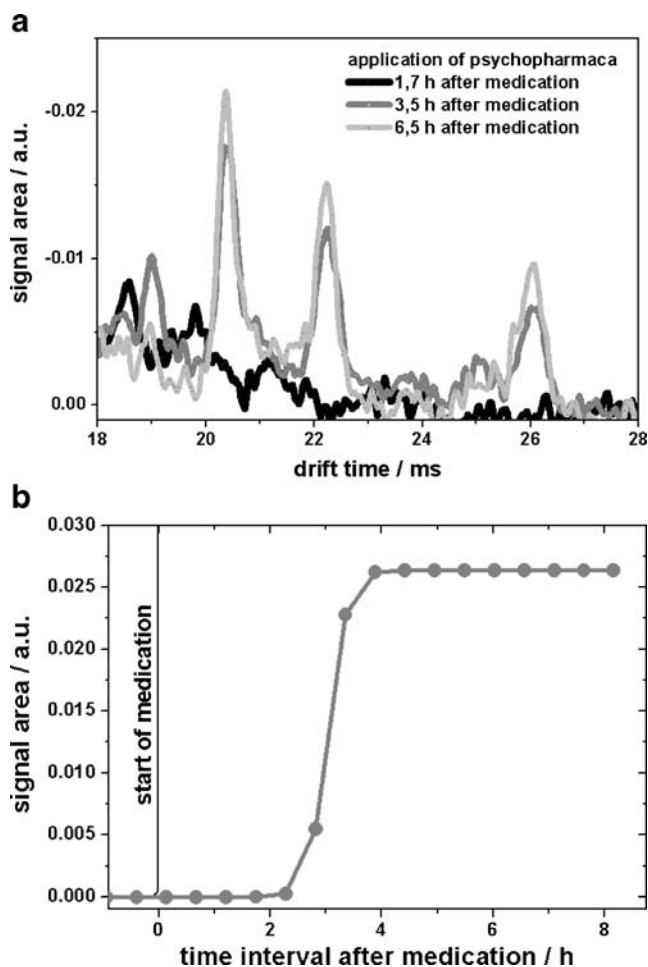 a
application of psychopharmaca
1,7 h after medication
3,5 h after medication
6,5 h after medication
signal area / a.u.
-0.02
-0.01
0.00
18 20 22 24 26 28
drift time / ms
b
0.030
0.025
0.020
0.015
0.010
0.005
0.000
signal area / a.u.
start of medication
0 2 4 6 8
time interval after medication / h